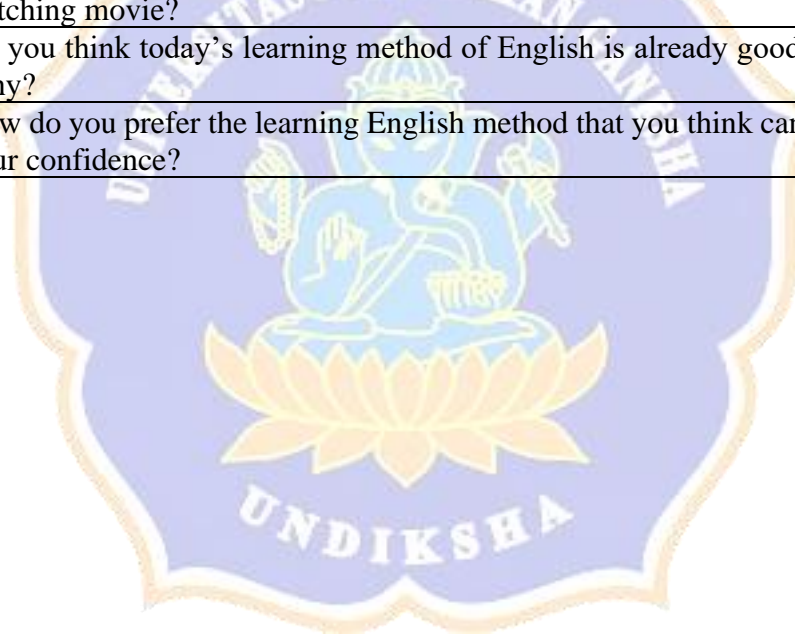 tching movie?
you think today’s learning method of English is already good
ny?
w do you prefer the learning English method that you think can
ur confidence?
UNDIKSHA